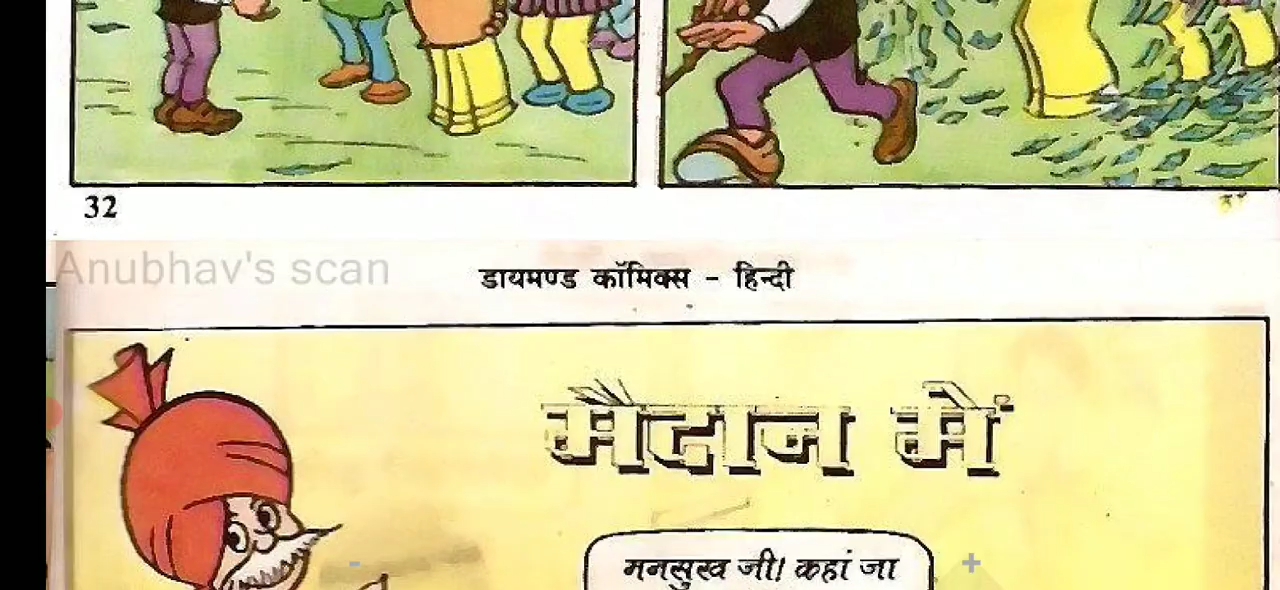 32
Anubhav's scan
डायमण्ड कॉमिक्स - हिन्दी
मैदान में
मनसुख जी! कहां जा